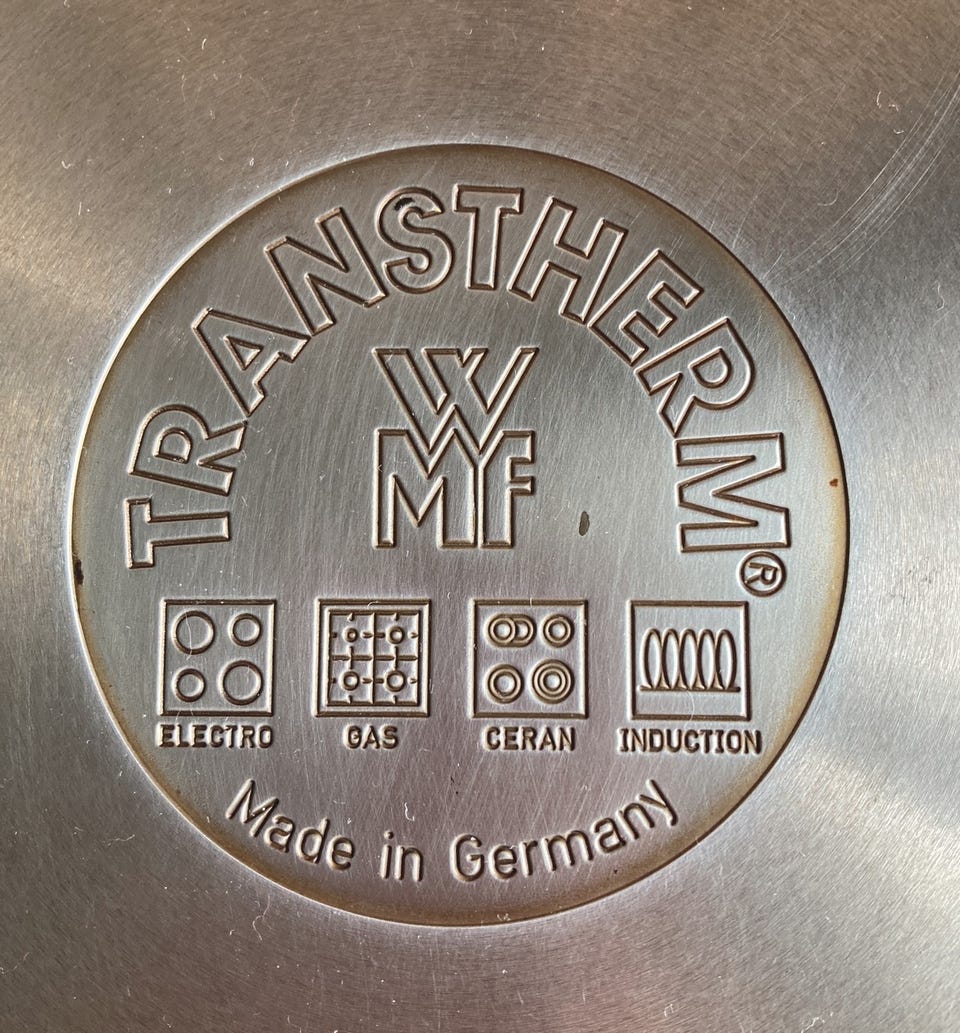 TRANSTHERM®
WMF
ELECTRO
GAS
CERAN
INDUCTION
Made in Germany